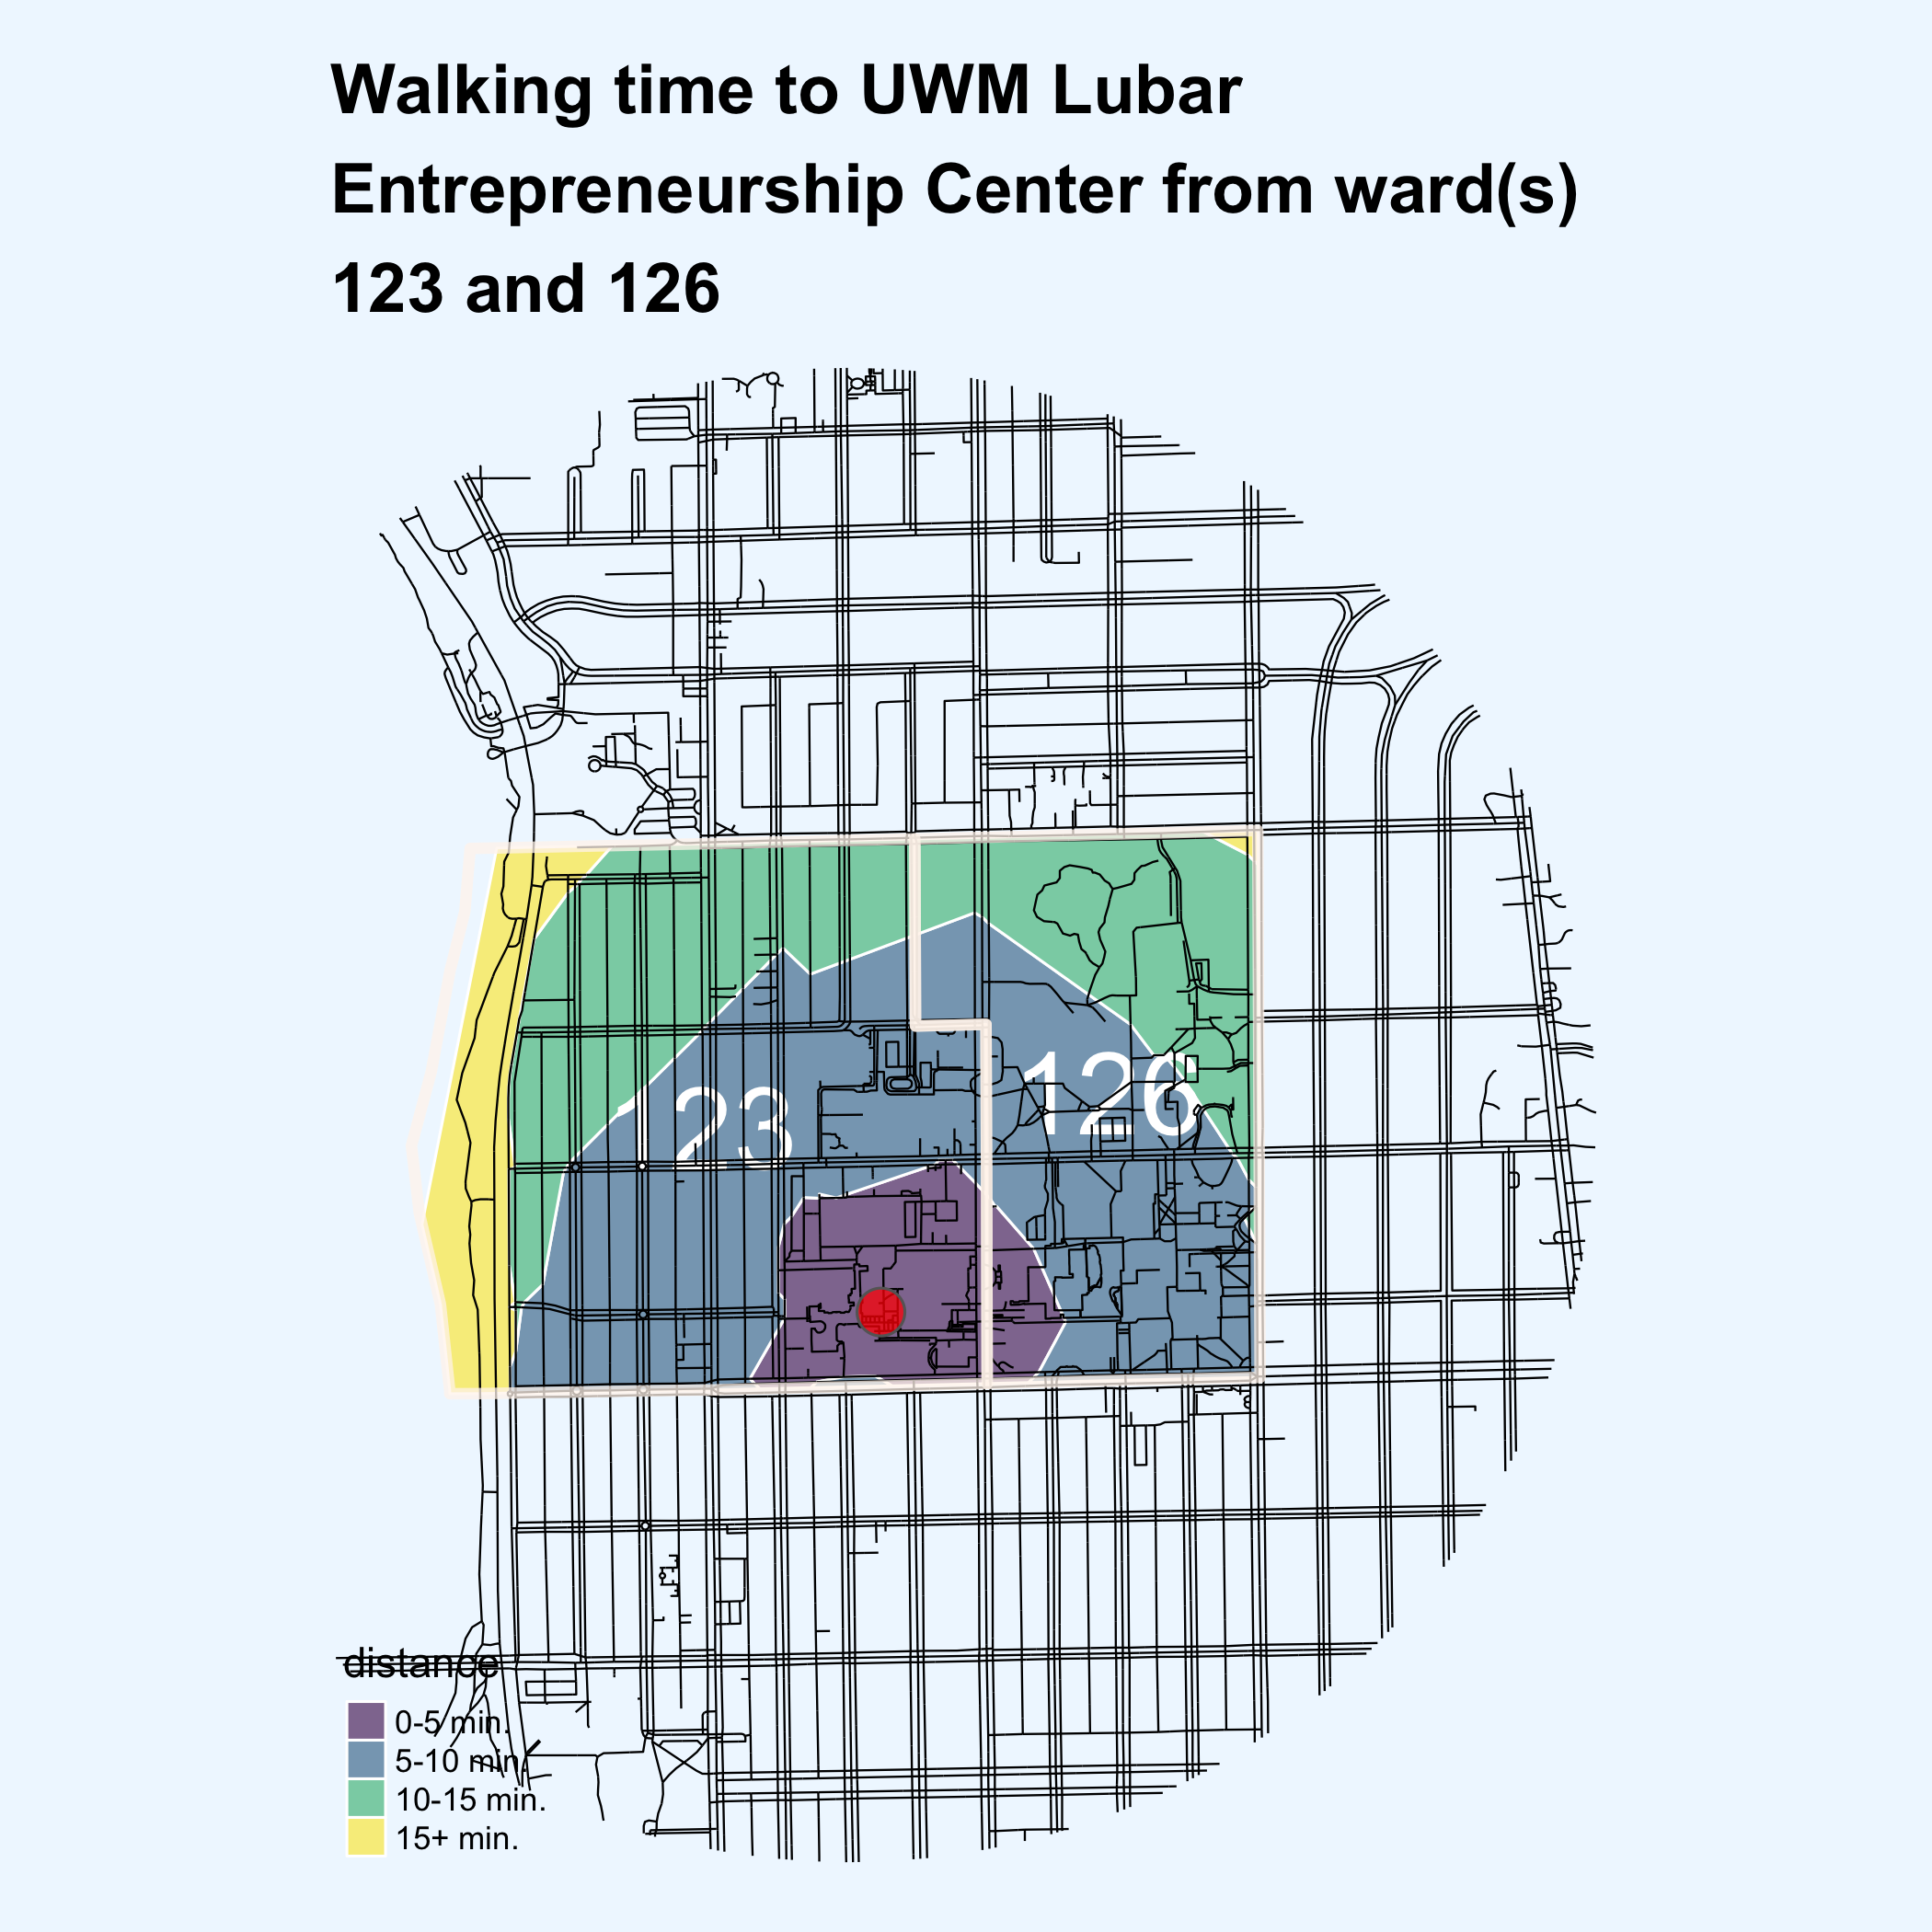 Walking time to UWM Lubar
Entrepreneurship Center from ward(s)
123 and 126
126
123
distance
0-5 min.
5-10 min.
10-15 min.
15+ min.